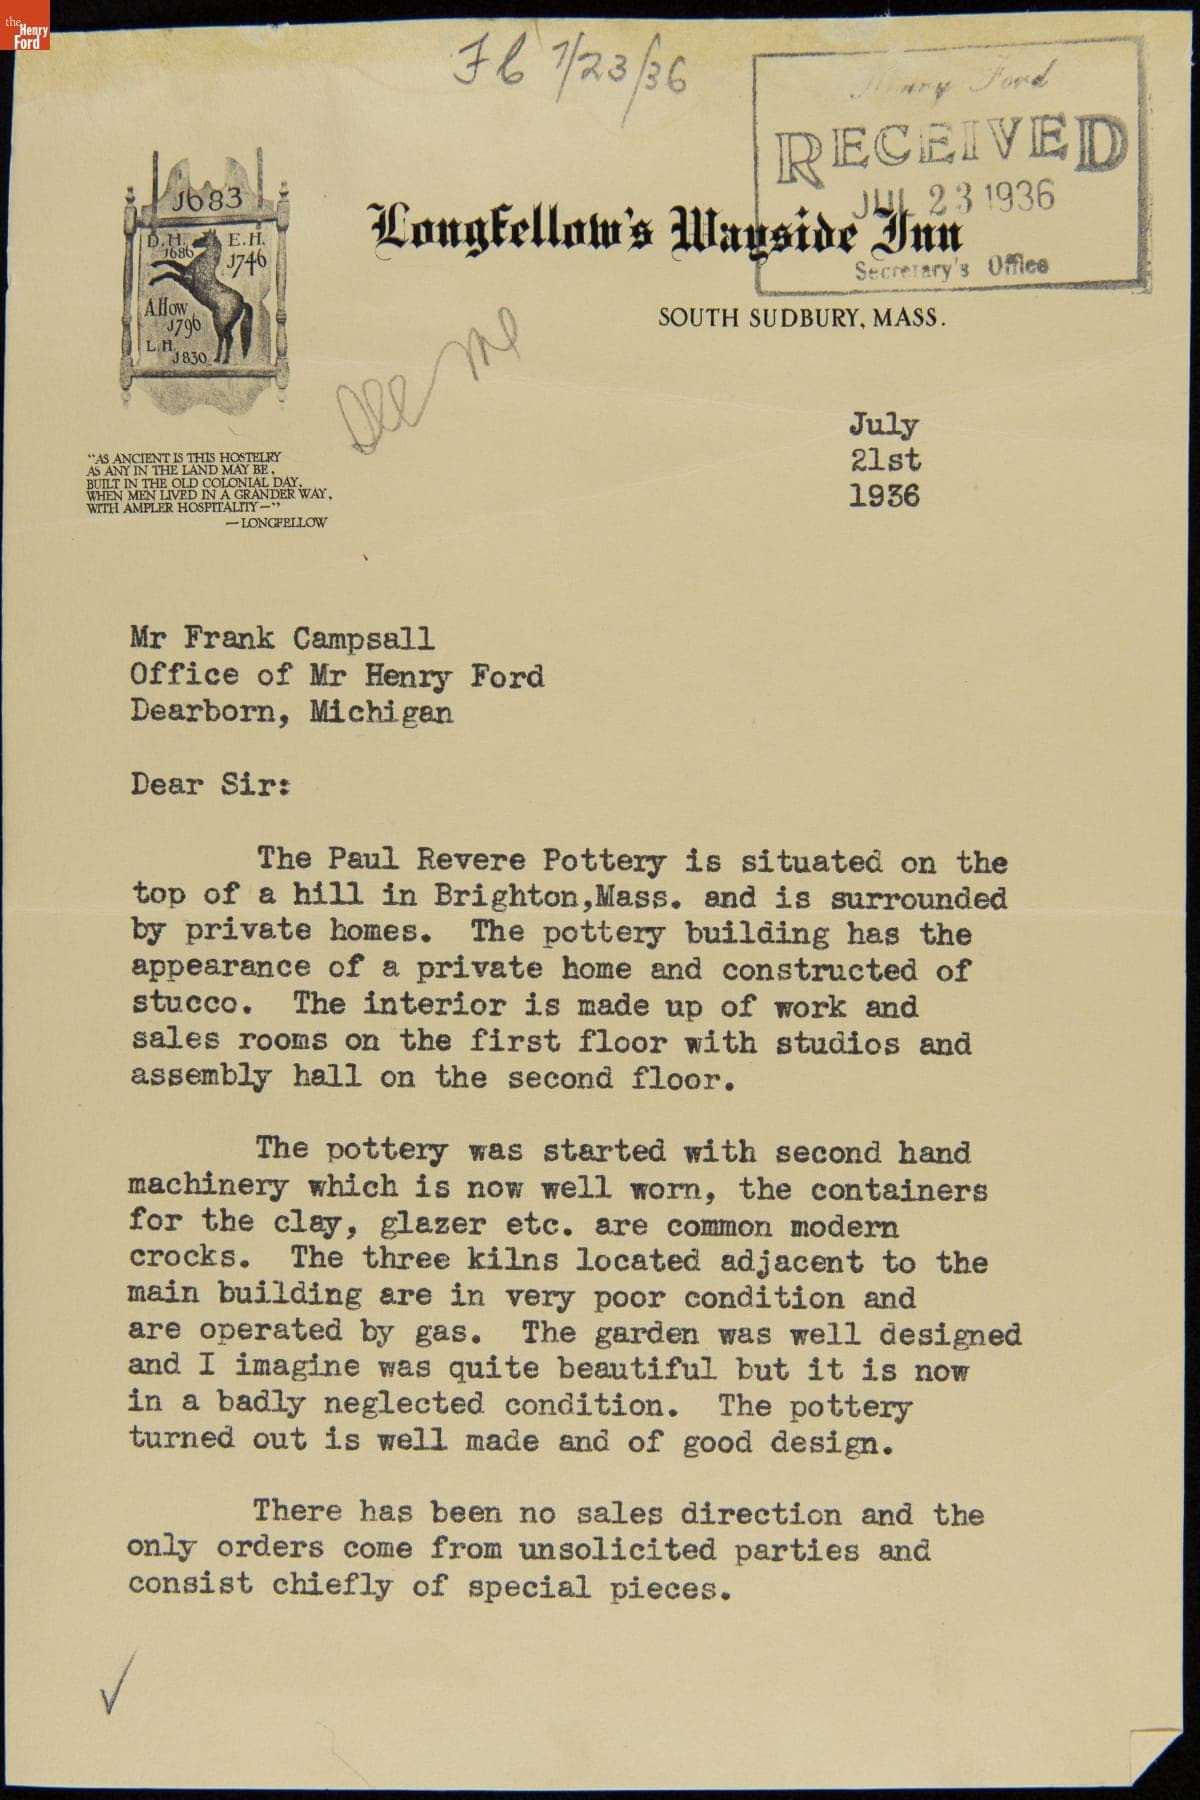 the
Henry
Ford
FC 7/23/36
Henry Ford
RECEIVED
JUL 23 1936
Secretary's Office
1683
D.H. E.H.
1686 1746
A.How
1796
L.H.
1830
Longfellow's Wayside Inn
SOUTH SUDBURY, MASS.
See me
"AS ANCIENT IS THIS HOSTELRY
AS ANY IN THE LAND MAY BE,
BUILT IN THE OLD COLONIAL DAY,
WHEN MEN LIVED IN A GRANDER WAY,
WITH AMPLER HOSPITALITY—"
—LONGFELLOW
July
21st
1936
Mr Frank Campsall
Office of Mr Henry Ford
Dearborn, Michigan
Dear Sir:
The Paul Revere Pottery is situated on the
top of a hill in Brighton,Mass. and is surrounded
by private homes. The pottery building has the
appearance of a private home and constructed of
stucco. The interior is made up of work and
sales rooms on the first floor with studios and
assembly hall on the second floor.
The pottery was started with second hand
machinery which is now well worn, the containers
for the clay, glazer etc. are common modern
crocks. The three kilns located adjacent to the
main building are in very poor condition and
are operated by gas. The garden was well designed
and I imagine was quite beautiful but it is now
in a badly neglected condition. The pottery
turned out is well made and of good design.
There has been no sales direction and the
only orders come from unsolicited parties and
consist chiefly of special pieces.